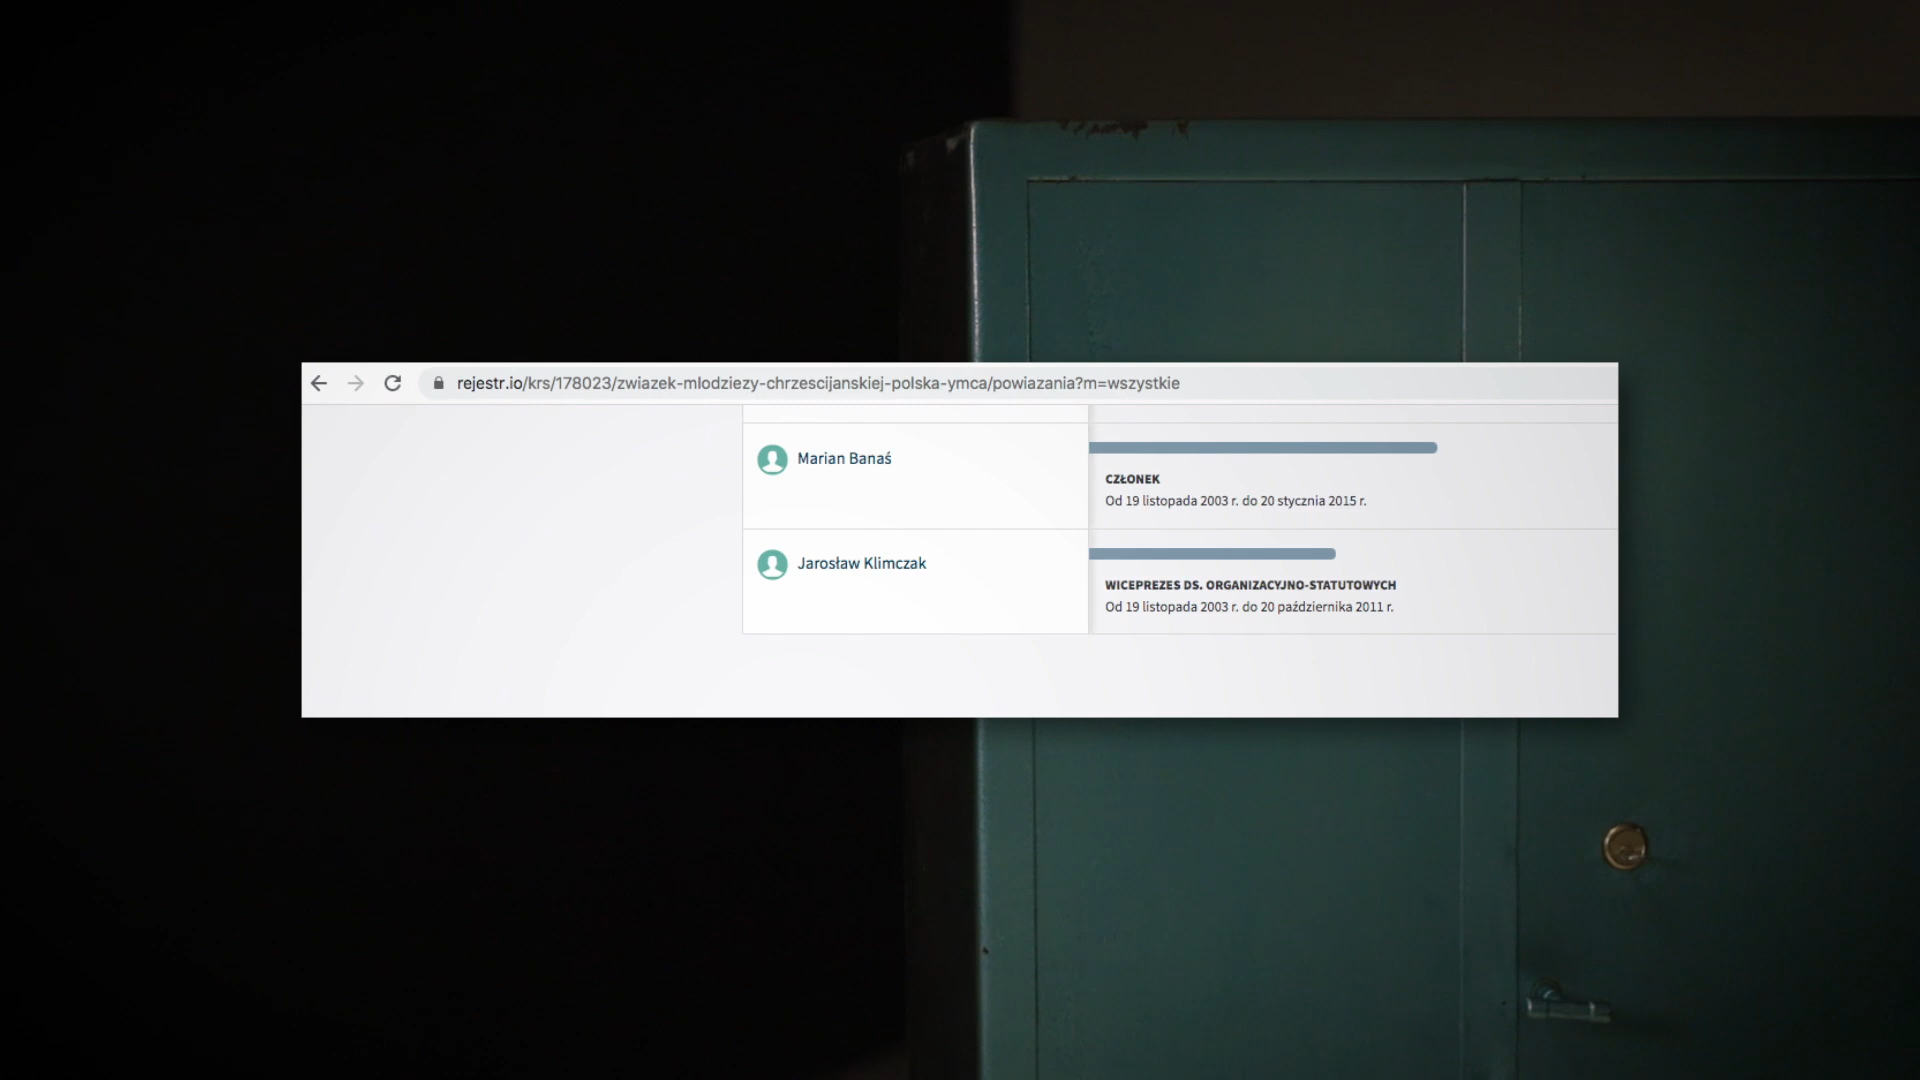 rejestr.io/krs/178023/zwiazek-mlodziezy-chrzescijanskiej-polska-ymca/powiazania?m=wszystkie
Marian Banaś
CZŁONEK
Od 19 listopada 2003 r. do 20 stycznia 2015 r.
Jarosław Klimczak
WICEPREZES DS. ORGANIZACYJNO-STATUTOWYCH
Od 19 listopada 2003 r. do 20 października 2011 r.